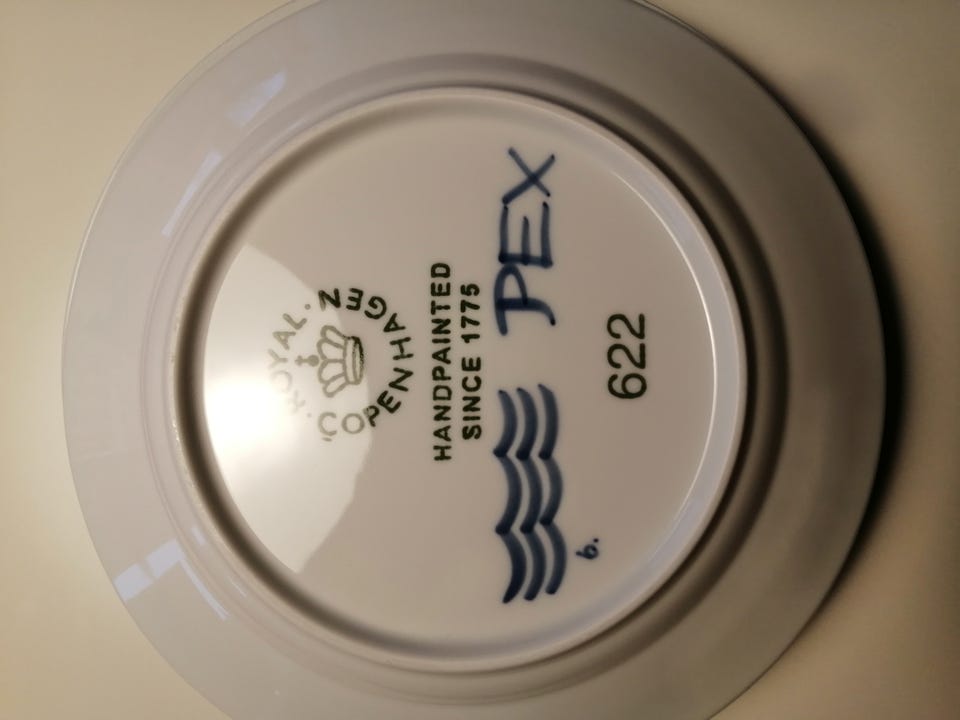 ROYAL
COPENHAGEN
HANDPAINTED
SINCE 1775
PEX
6.
622